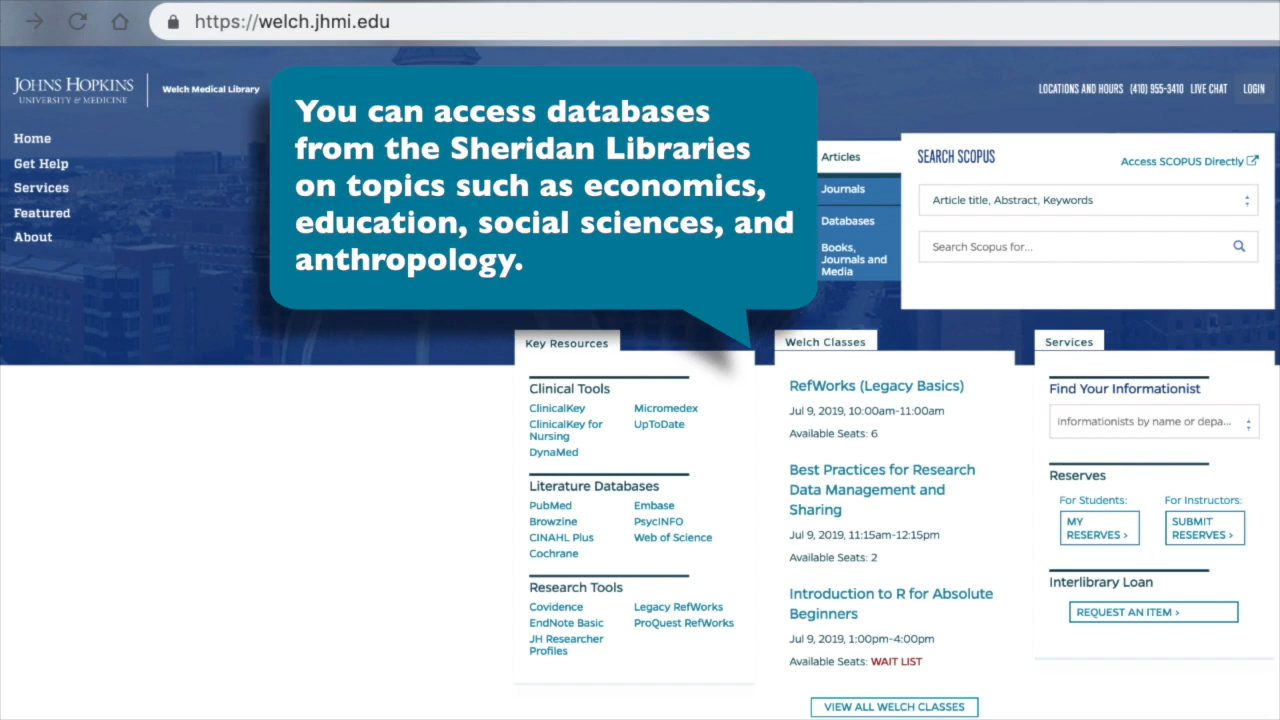 https://welch.jhmi.edu
JOHNS HOPKINS
UNIVERSITY & MEDICINE
Welch Medical Library
LOCATIONS AND HOURS (410) 955-3410 LIVE CHAT LOGIN
Home
Get Help
Services
Featured
About
You can access databases
from the Sheridan Libraries
on topics such as economics,
education, social sciences, and
anthropology.
Articles
Journals
Databases
Books,
Journals and
Media
SEARCH SCOPUS
Access SCOPUS Directly
Article title, Abstract, Keywords
Search Scopus for...
Key Resources
Clinical Tools
ClinicalKey
ClinicalKey for
Nursing
DynaMed
Micromedex
UpToDate
Literature Databases
PubMed
Browzine
CINAHL Plus
Cochrane
Embase
PsycINFO
Web of Science
Research Tools
Covidence
EndNote Basic
JH Researcher
Profiles
Legacy RefWorks
ProQuest RefWorks
Welch Classes
RefWorks (Legacy Basics)
Jul 9, 2019, 10:00am-11:00am
Available Seats: 6
Best Practices for Research
Data Management and
Sharing
Jul 9, 2019, 11:15am-12:15pm
Available Seats: 2
Introduction to R for Absolute
Beginners
Jul 9, 2019, 1:00pm-4:00pm
Available Seats: WAIT LIST
VIEW ALL WELCH CLASSES
Services
Find Your Informationist
Informationists by name or depa...
Reserves
For Students:
MY
RESERVES >
For Instructors:
SUBMIT
RESERVES >
Interlibrary Loan
REQUEST AN ITEM >